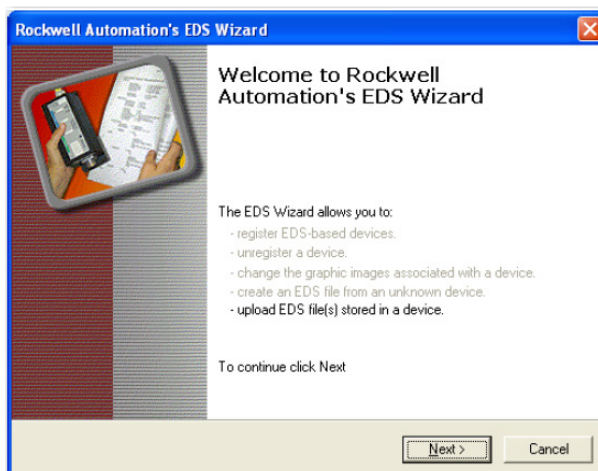 Rockwell Automation's EDS Wizard
Welcome to Rockwell
Automation's EDS Wizard
The EDS Wizard allows you to:
- register EDS-based devices.
- unregister a device.
- change the graphic images associated with a device.
- create an EDS file from an unknown device.
- upload EDS file(s) stored in a device.
To continue click Next
Next >
Cancel